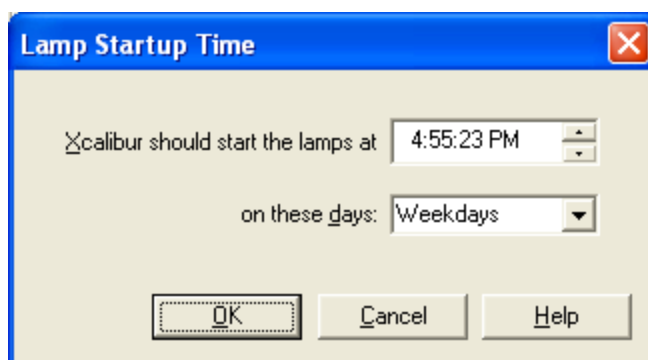 Lamp Startup Time
Xcalibur should start the lamps at 4:55:23 PM
on these days: Weekdays
OK Cancel Help